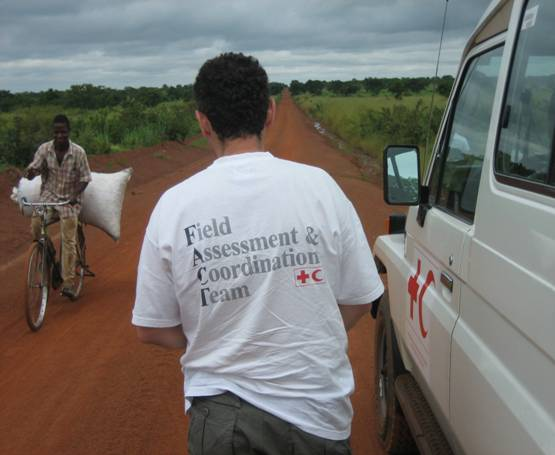 Field
Assessment &
Coordination
Team